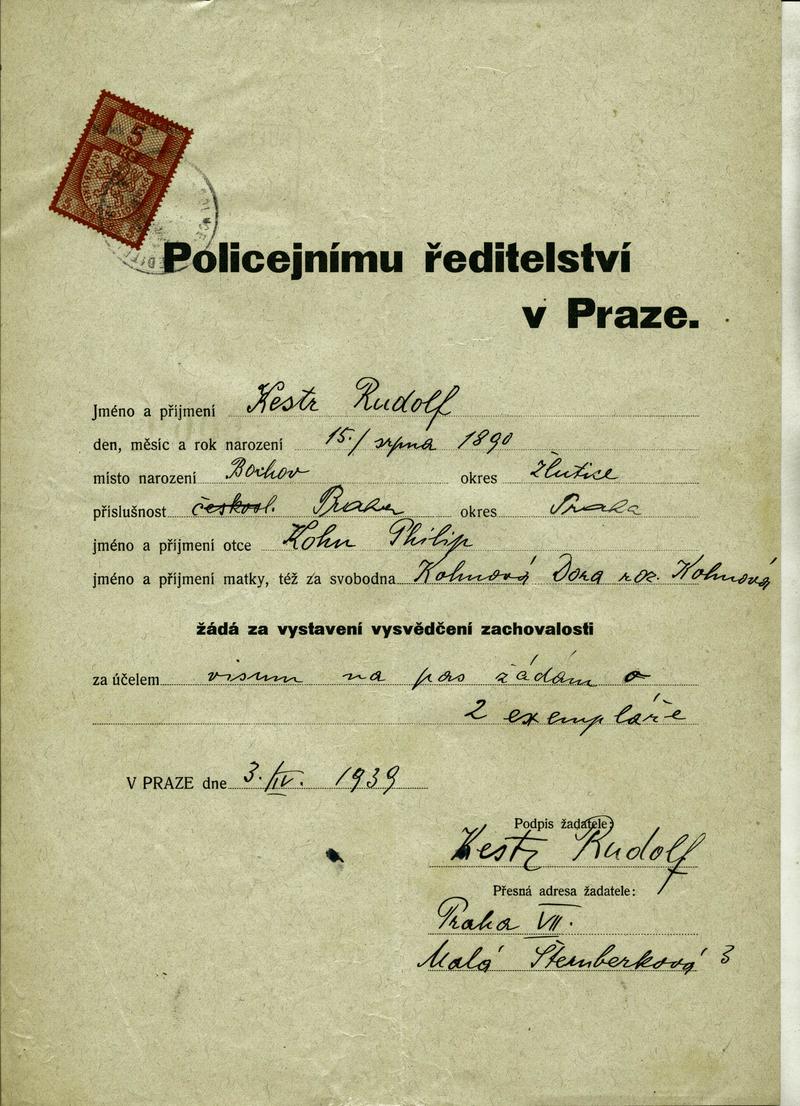 5
Kč
Policejnímu ředitelství
v Praze.
Jméno a příjmení Kestr Rudolf
den, měsíc a rok narození 15./srpna 1890
místo narození Bochov okres Žlutice
příslušnost českosl. Praha okres Praha
jméno a příjmení otce Kohn Philip
jméno a příjmení matky, též za svobodna Kohnová Dora roz. Kohnová
žádá za vystavení vysvědčení zachovalosti
za účelem visum na pas žádám o
2 exempláře
V PRAZE dne 3./IV. 1939
Podpis žadatele:
Kestr Rudolf
Přesná adresa žadatele:
Praha VII.
Malá Šternberková 3